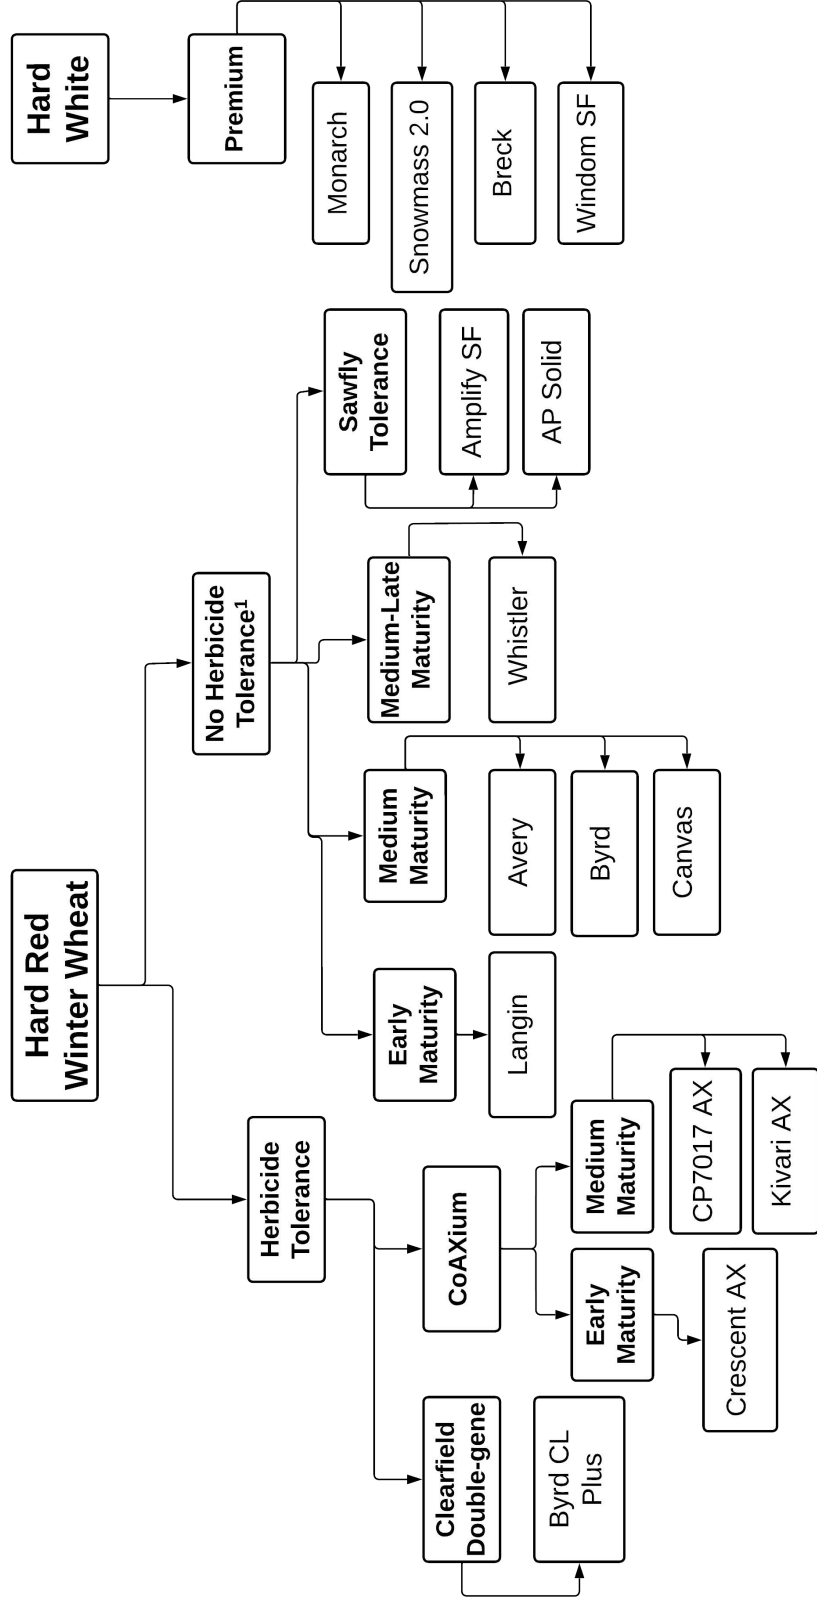 Hard Red
Winter Wheat
Hard
White
Herbicide
Tolerance
No Herbicide
Tolerance¹
Premium
Clearfield
Double-gene
CoAXium
Early
Maturity
Medium
Maturity
Medium-Late
Maturity
Sawfly
Tolerance
Monarch
Snowmass 2.0
Breck
Windom SF
Byrd CL
Plus
Early
Maturity
Medium
Maturity
Langin
Avery
Byrd
Canvas
Whistler
Amplify SF
AP Solid
Crescent AX
CP7017 AX
Kivari AX